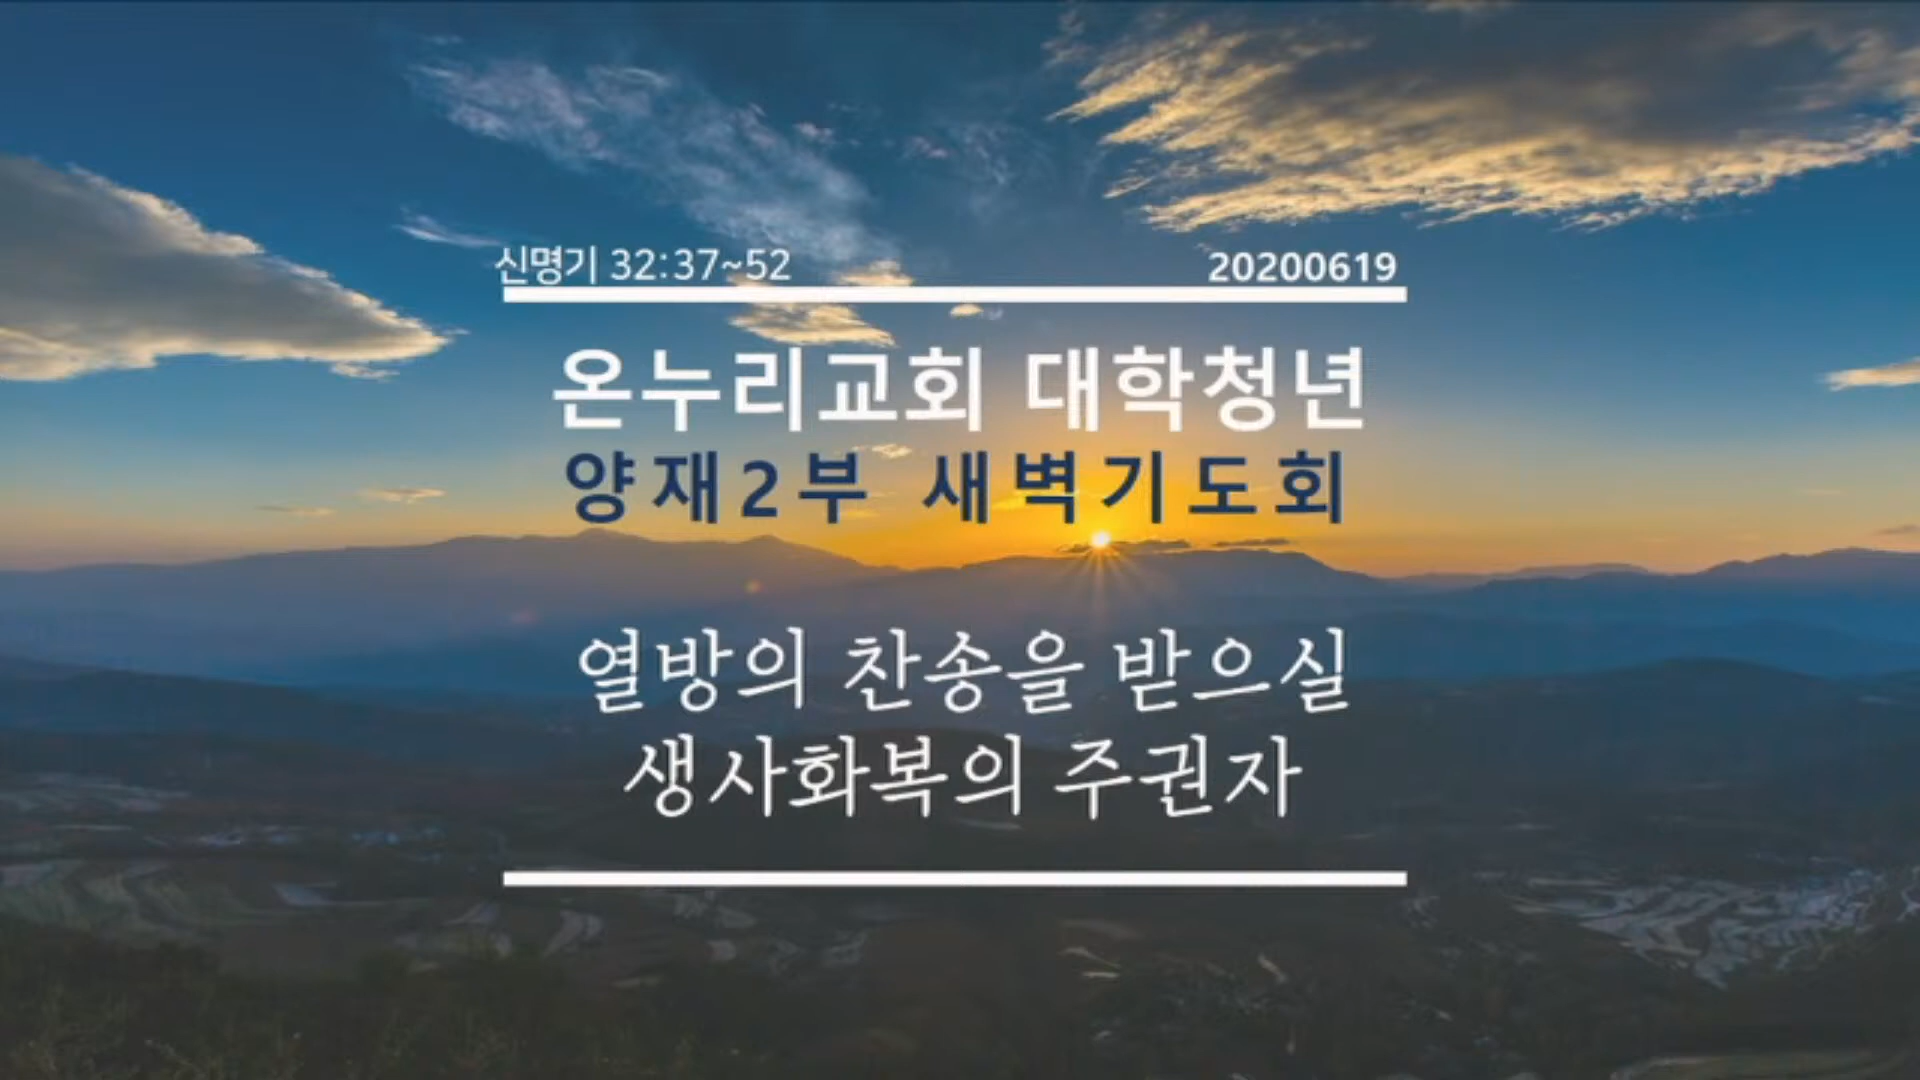 신명기 32:37~52
20200619
온누리교회 대학청년
양재2부 새벽기도회
열방의 찬송을 받으실
생사화복의 주권자